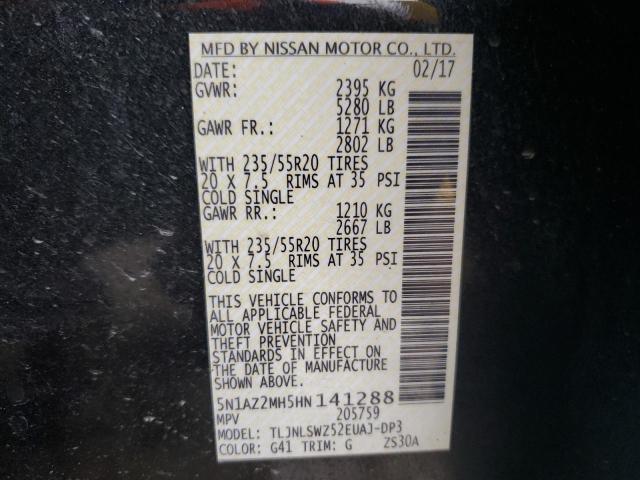 MFD BY NISSAN MOTOR CO., LTD.
DATE: 02/17
GVWR: 2395 KG
5280 LB
GAWR FR.: 1271 KG
2802 LB
WITH 235/55R20 TIRES
20 X 7.5 RIMS AT 35 PSI
COLD SINGLE
GAWR RR.: 1210 KG
2667 LB
WITH 235/55R20 TIRES
20 X 7.5 RIMS AT 35 PSI
COLD SINGLE
THIS VEHICLE CONFORMS TO
ALL APPLICABLE FEDERAL
MOTOR VEHICLE SAFETY AND
THEFT PREVENTION
STANDARDS IN EFFECT ON
THE DATE OF MANUFACTURE
SHOWN ABOVE.
5N1AZ2MH5HN141288
MPV 205759
MODEL: TLJNLSWZ52EUAJ-DP3
COLOR: G41 TRIM: G ZS30A